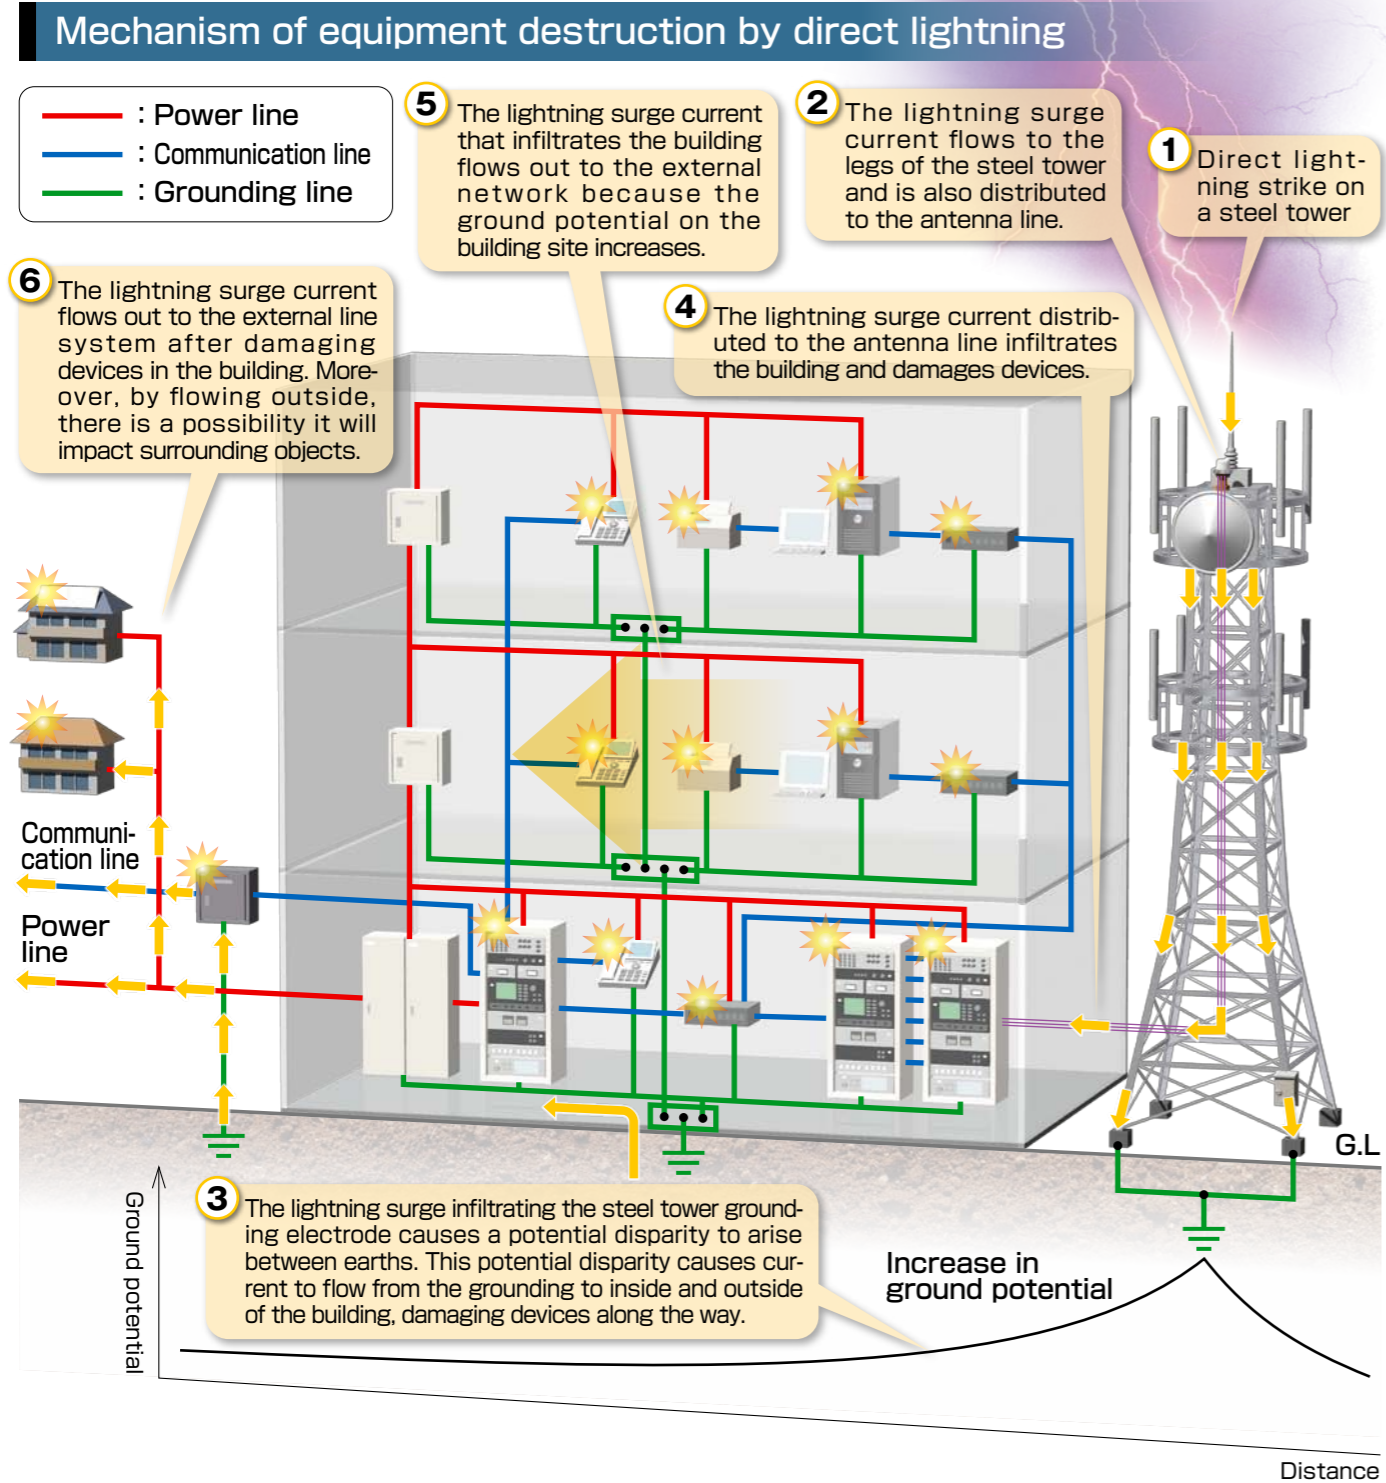 Mechanism of equipment destruction by direct lightning
: Power line
: Communication line
: Grounding line
5
The lightning surge current
that infiltrates the building
flows out to the external
network because the
ground potential on the
building site increases.
2
The lightning surge
current flows to the
legs of the steel tower
and is also distributed
to the antenna line.
1
Direct light-
ning strike on
a steel tower
6
The lightning surge current
flows out to the external line
system after damaging
devices in the building. More-
over, by flowing outside,
there is a possibility it will
impact surrounding objects.
4
The lightning surge current distrib-
uted to the antenna line infiltrates
the building and damages devices.
Communi-
cation line
Power
line
G.L
3
The lightning surge infiltrating the steel tower ground-
ing electrode causes a potential disparity to arise
between earths. This potential disparity causes cur-
rent to flow from the grounding to inside and outside
of the building, damaging devices along the way.
Increase in
ground potential
Ground potential
Distance